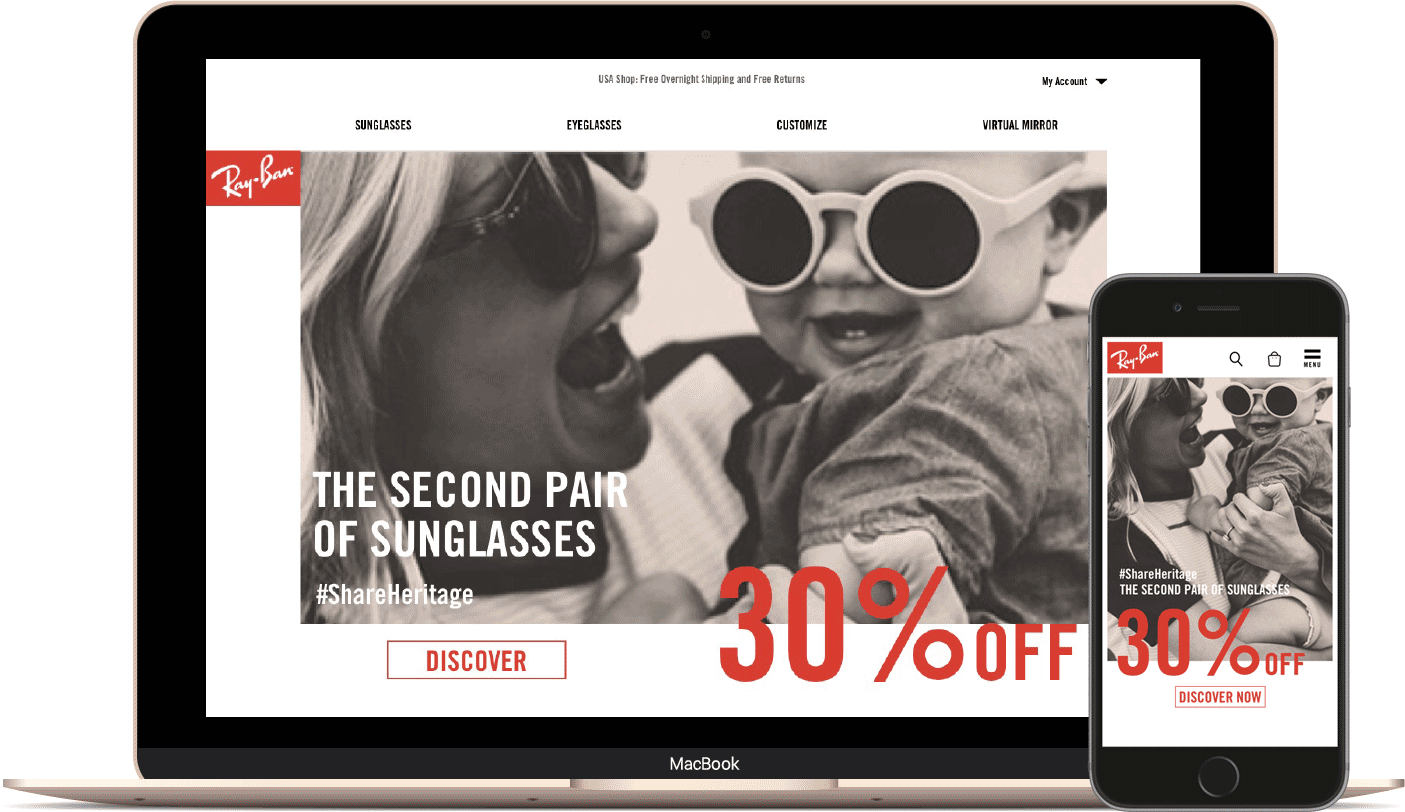 USA Shop: Free Overnight Shipping and Free Returns
My Account
SUNGLASSES
EYEGLASSES
CUSTOMIZE
VIRTUAL MIRROR
Ray-Ban
THE SECOND PAIR
OF SUNGLASSES
#ShareHeritage
30% OFF
DISCOVER
MacBook
Ray-Ban
MENU
#ShareHeritage
THE SECOND PAIR OF SUNGLASSES
30% OFF
DISCOVER NOW